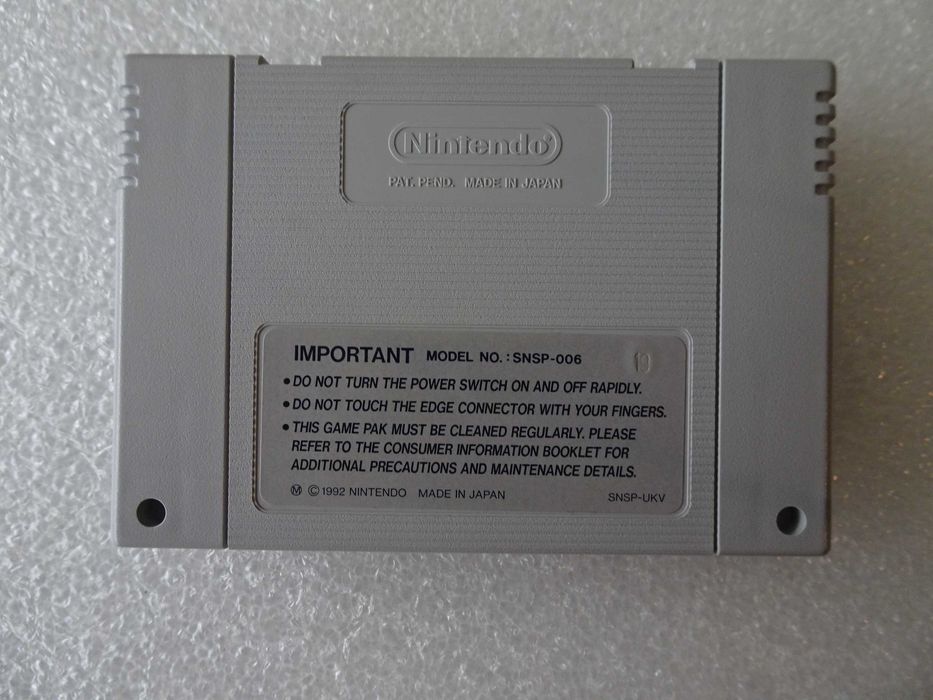 Nintendo®
PAT. PEND. MADE IN JAPAN
IMPORTANT MODEL NO. : SNSP-006
• DO NOT TURN THE POWER SWITCH ON AND OFF RAPIDLY.
• DO NOT TOUCH THE EDGE CONNECTOR WITH YOUR FINGERS.
• THIS GAME PAK MUST BE CLEANED REGULARLY. PLEASE
REFER TO THE CONSUMER INFORMATION BOOKLET FOR
ADDITIONAL PRECAUTIONS AND MAINTENANCE DETAILS.
Ⓜ © 1992 NINTENDO MADE IN JAPAN SNSP-UKV